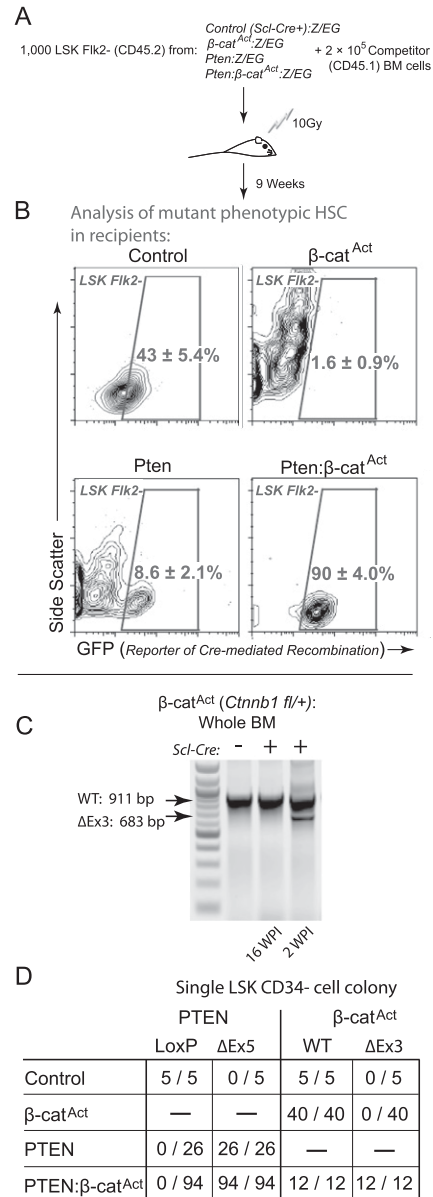 A
1,000 LSK Flk2- (CD45.2) from:
Control (Scl-Cre+):Z/EG
β-catAct:Z/EG
Pten:Z/EG
Pten:β-catAct:Z/EG
+ 2 × 10⁵ Competitor
(CD45.1) BM cells
10Gy
9 Weeks
B
Analysis of mutant phenotypic HSC
in recipients:
Control
β-catAct
LSK Flk2-
LSK Flk2-
43 ± 5.4%
1.6 ± 0.9%
Pten
Pten:β-catAct
LSK Flk2-
LSK Flk2-
8.6 ± 2.1%
90 ± 4.0%
Side Scatter
GFP (Reporter of Cre-mediated Recombination)
C
β-catAct (Ctnnb1 fl/+):
Whole BM
Scl-Cre: - + +
WT: 911 bp
ΔEx3: 683 bp
16 WPI
2 WPI
D
Single LSK CD34- cell colony
PTEN β-catAct
LoxP ΔEx5 WT ΔEx3
Control 5 / 5 0 / 5 5 / 5 0 / 5
β-catAct — — 40 / 40 0 / 40
PTEN 0 / 26 26 / 26 — —
PTEN:β-catAct 0 / 94 94 / 94 12 / 12 12 / 12